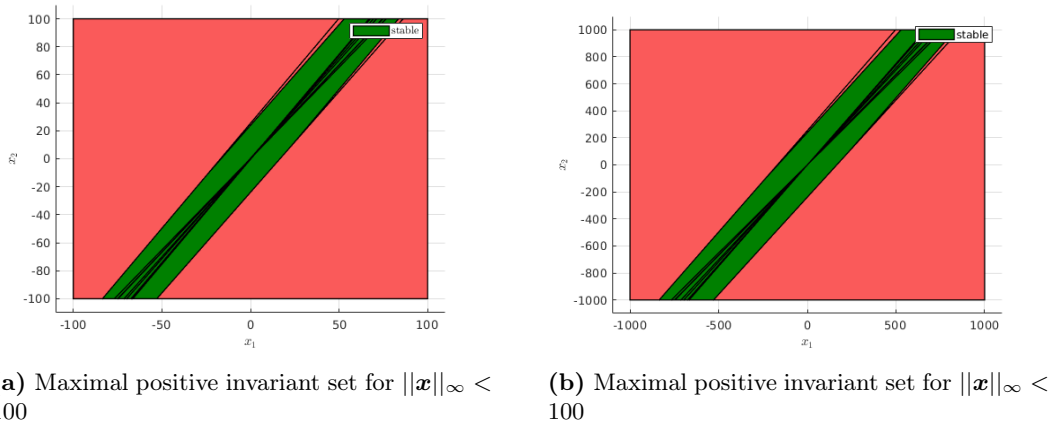 100
80
60
40
20
0
-20
-40
-60
-80
-100
-100 -50 0 50 100
x₁
x₂
stable
1000
800
600
400
200
0
-200
-400
-600
-800
-1000
-1000 -500 0 500 1000
x₁
x₂
stable
a) Maximal positive invariant set for ||x||∞ <
00
(b) Maximal positive invariant set for ||x||∞ <
100